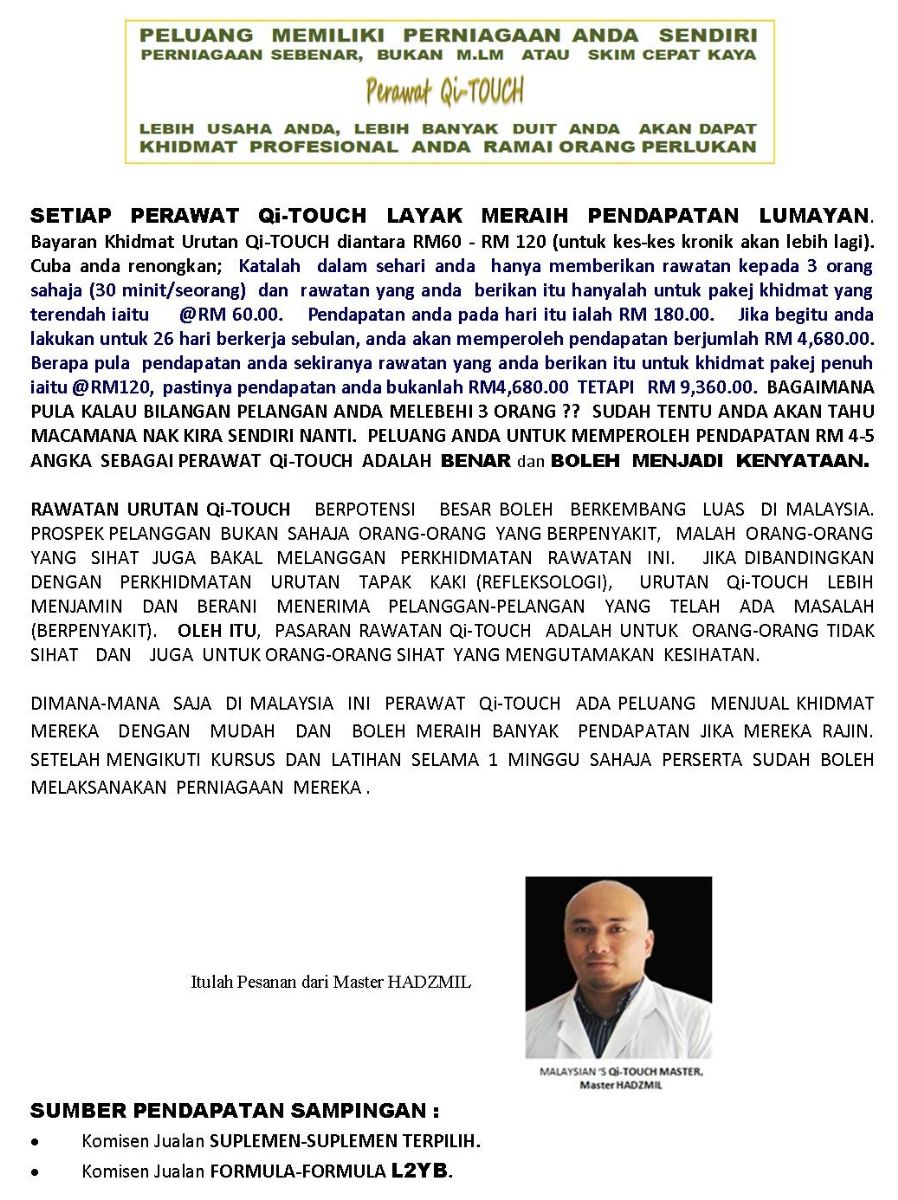 PELUANG MEMILIKI PERNIAGAAN ANDA SENDIRI
PERNIAGAAN SEBENAR, BUKAN M.LM ATAU SKIM CEPAT KAYA
Perawat Qi-TOUCH
LEBIH USAHA ANDA, LEBIH BANYAK DUIT ANDA AKAN DAPAT
KHIDMAT PROFESIONAL ANDA RAMAI ORANG PERLUKAN
SETIAP PERAWAT Qi-TOUCH LAYAK MERAIH PENDAPATAN LUMAYAN.
Bayaran Khidmat Urutan Qi-TOUCH diantara RM60 - RM 120 (untuk kes-kes kronik akan lebih lagi).
Cuba anda renongkan; Katalah dalam sehari anda hanya memberikan rawatan kepada 3 orang
sahaja (30 minit/seorang) dan rawatan yang anda berikan itu hanyalah untuk pakej khidmat yang
terendah iaitu @RM 60.00. Pendapatan anda pada hari itu ialah RM 180.00. Jika begitu anda
lakukan untuk 26 hari berkerja sebulan, anda akan memperoleh pendapatan berjumlah RM 4,680.00.
Berapa pula pendapatan anda sekiranya rawatan yang anda berikan itu untuk khidmat pakej penuh
iaitu @RM120, pastinya pendapatan anda bukanlah RM4,680.00 TETAPI RM 9,360.00. BAGAIMANA
PULA KALAU BILANGAN PELANGAN ANDA MELEBEHI 3 ORANG ?? SUDAH TENTU ANDA AKAN TAHU
MACAMANA NAK KIRA SENDIRI NANTI. PELUANG ANDA UNTUK MEMPEROLEH PENDAPATAN RM 4-5
ANGKA SEBAGAI PERAWAT Qi-TOUCH ADALAH BENAR dan BOLEH MENJADI KENYATAAN.
RAWATAN URUTAN Qi-TOUCH BERPOTENSI BESAR BOLEH BERKEMBANG LUAS DI MALAYSIA.
PROSPEK PELANGGAN BUKAN SAHAJA ORANG-ORANG YANG BERPENYAKIT, MALAH ORANG-ORANG
YANG SIHAT JUGA BAKAL MELANGGAN PERKHIDMATAN RAWATAN INI. JIKA DIBANDINGKAN
DENGAN PERKHIDMATAN URUTAN TAPAK KAKI (REFLEKSOLOGI), URUTAN Qi-TOUCH LEBIH
MENJAMIN DAN BERANI MENERIMA PELANGGAN-PELANGAN YANG TELAH ADA MASALAH
(BERPENYAKIT). OLEH ITU, PASARAN RAWATAN Qi-TOUCH ADALAH UNTUK ORANG-ORANG TIDAK
SIHAT DAN JUGA UNTUK ORANG-ORANG SIHAT YANG MENGUTAMAKAN KESIHATAN.
DIMANA-MANA SAJA DI MALAYSIA INI PERAWAT Qi-TOUCH ADA PELUANG MENJUAL KHIDMAT
MEREKA DENGAN MUDAH DAN BOLEH MERAIH BANYAK PENDAPATAN JIKA MEREKA RAJIN.
SETELAH MENGIKUTI KURSUS DAN LATIHAN SELAMA 1 MINGGU SAHAJA PERSERTA SUDAH BOLEH
MELAKSANAKAN PERNIAGAAN MEREKA .
Itulah Pesanan dari Master HADZMIL
MALAYSIAN 'S Qi-TOUCH MASTER,
Master HADZMIL
SUMBER PENDAPATAN SAMPINGAN :
• Komisen Jualan SUPLEMEN-SUPLEMEN TERPILIH.
• Komisen Jualan FORMULA-FORMULA L2YB.